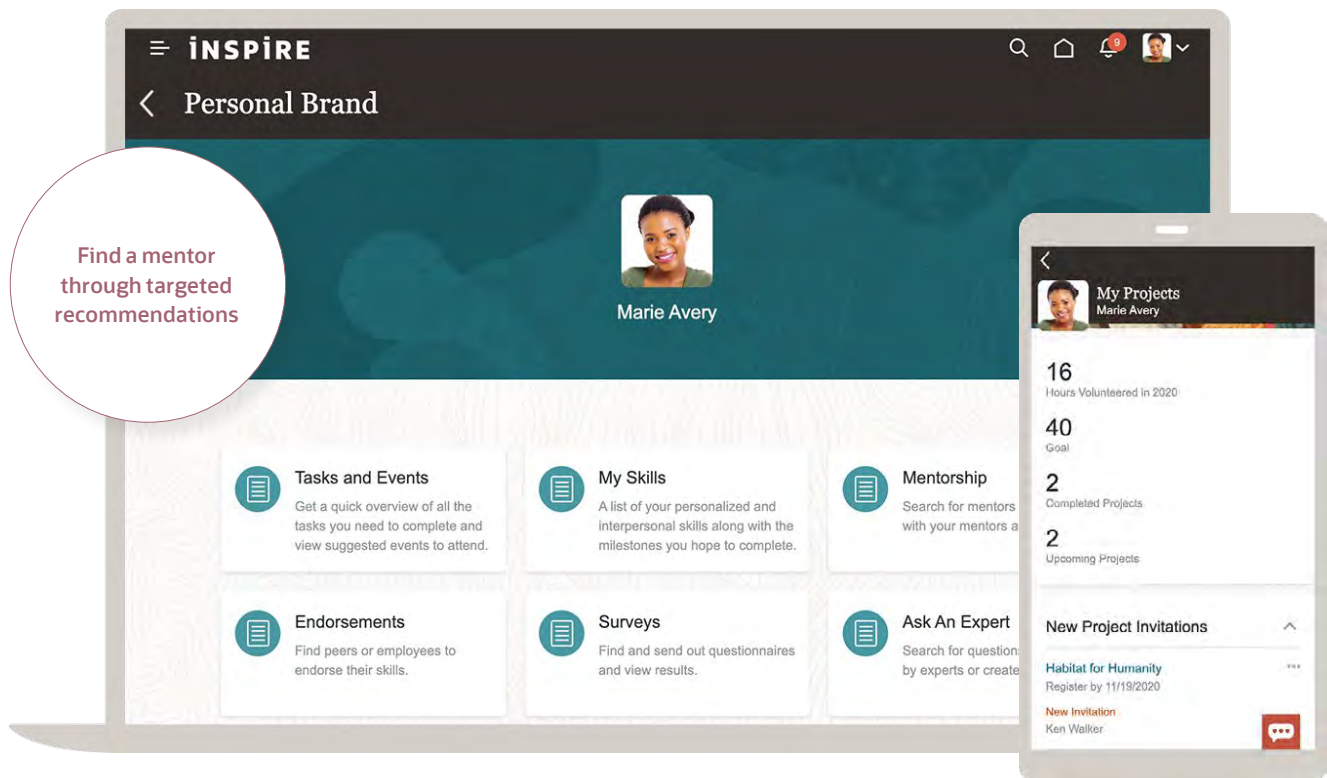 iNSPiRE
9
Personal Brand
Find a mentor
through targeted
recommendations
Marie Avery
Tasks and Events
Get a quick overview of all the
tasks you need to complete and
view suggested events to attend.
My Skills
A list of your personalized and
interpersonal skills along with the
milestones you hope to complete.
Mentorship
Search for mentors
with your mentors a
Endorsements
Find peers or employees to
endorse their skills.
Surveys
Find and send out questionnaires
and view results.
Ask An Expert
Search for question
by experts or create
My Projects
Marie Avery
16
Hours Volunteered in 2020
40
Goal
2
Completed Projects
2
Upcoming Projects
New Project Invitations
Habitat for Humanity
Register by 11/19/2020
New Invitation
Ken Walker